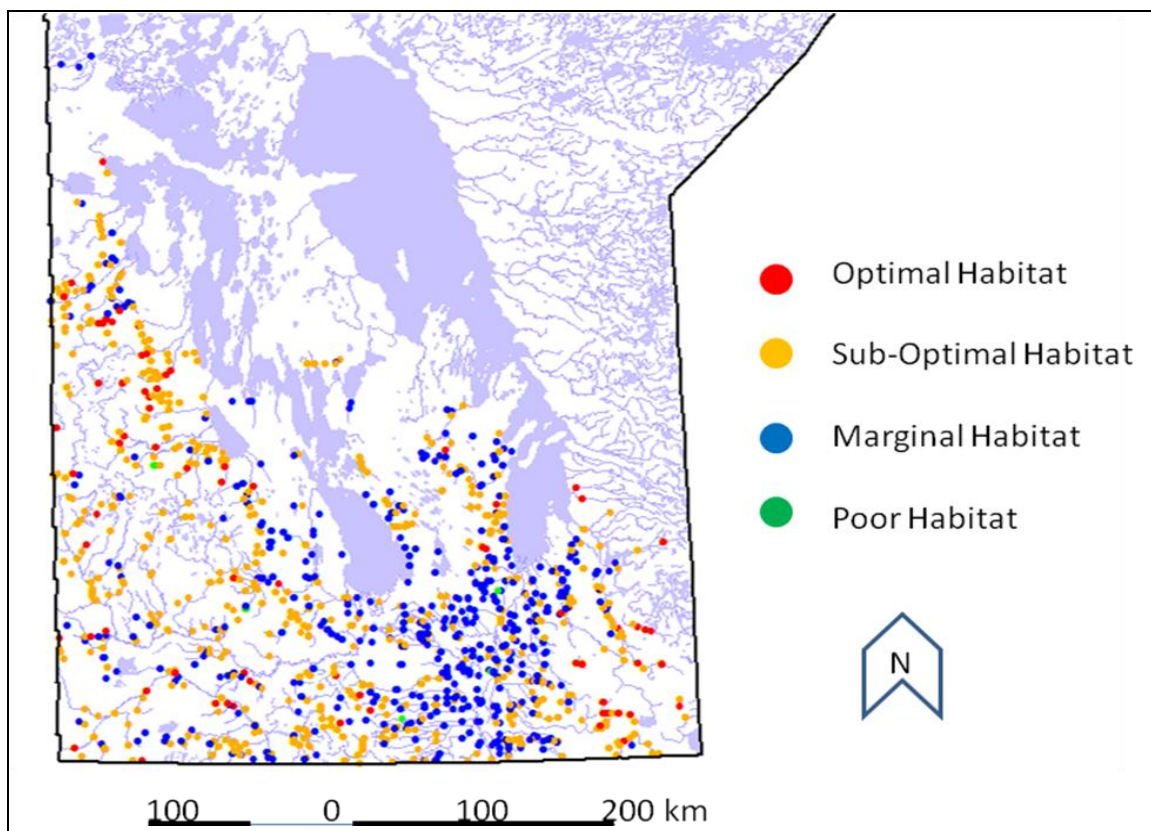 Optimal Habitat
Sub-Optimal Habitat
Marginal Habitat
Poor Habitat
N
100 0 100 200 km